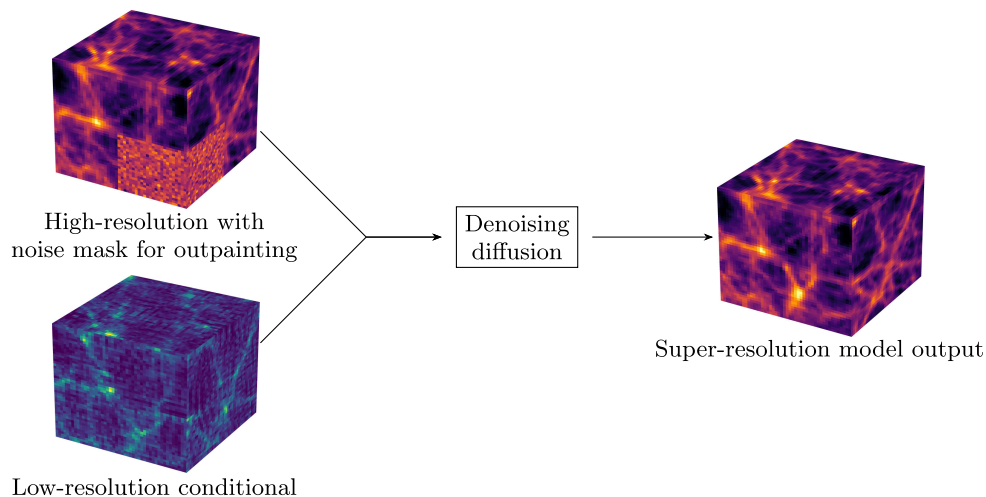 High-resolution with
noise mask for outpainting
Denoising
diffusion
Super-resolution model output
Low-resolution conditional